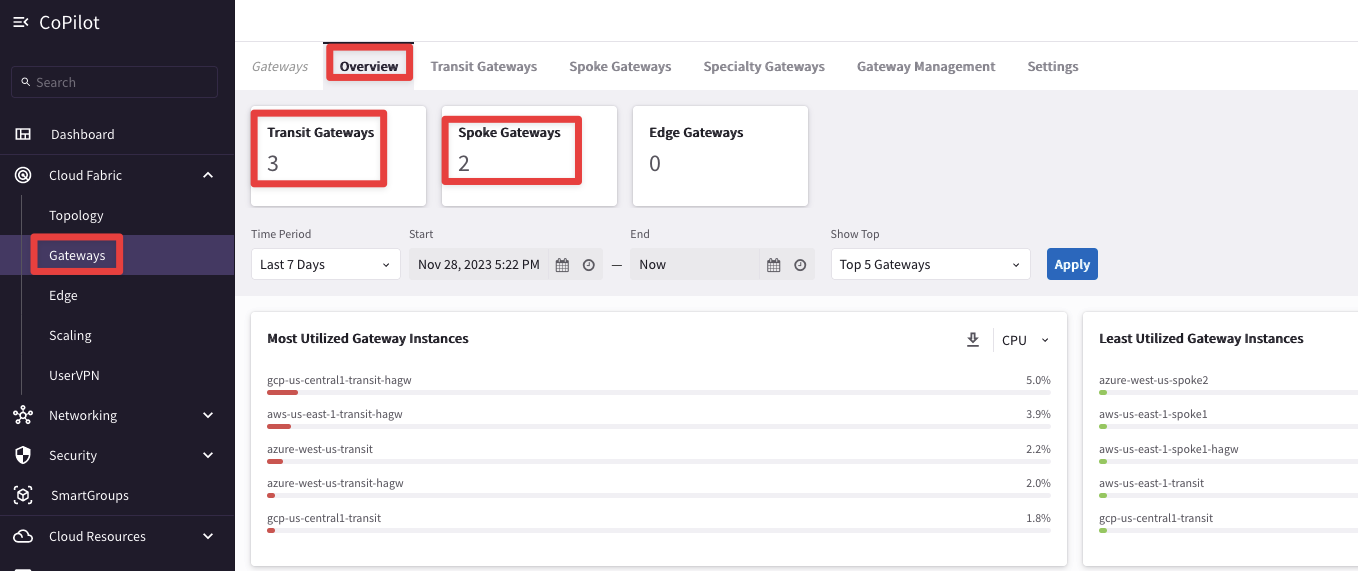 CoPilot
Search
Dashboard
Cloud Fabric
Topology
Gateways
Edge
Scaling
UserVPN
Networking
Security
SmartGroups
Cloud Resources
Gateways Overview Transit Gateways Spoke Gateways Specialty Gateways Gateway Management Settings
Transit Gateways
3
Spoke Gateways
2
Edge Gateways
0
Time Period Start End Show Top
Last 7 Days Nov 28, 2023 5:22 PM — Now Top 5 Gateways Apply
Most Utilized Gateway Instances CPU
gcp-us-central1-transit-hagw 5.0%
aws-us-east-1-transit-hagw 3.9%
azure-west-us-transit 2.2%
azure-west-us-transit-hagw 2.0%
gcp-us-central1-transit 1.8%
Least Utilized Gateway Instances
azure-west-us-spoke2
aws-us-east-1-spoke1
aws-us-east-1-spoke1-hagw
aws-us-east-1-transit
gcp-us-central1-transit